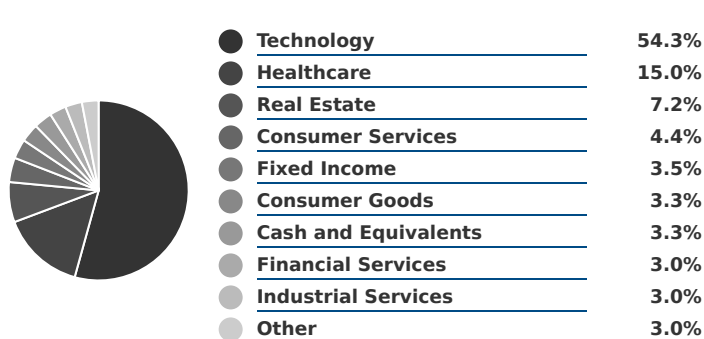 Technology 54.3%
Healthcare 15.0%
Real Estate 7.2%
Consumer Services 4.4%
Fixed Income 3.5%
Consumer Goods 3.3%
Cash and Equivalents 3.3%
Financial Services 3.0%
Industrial Services 3.0%
Other 3.0%